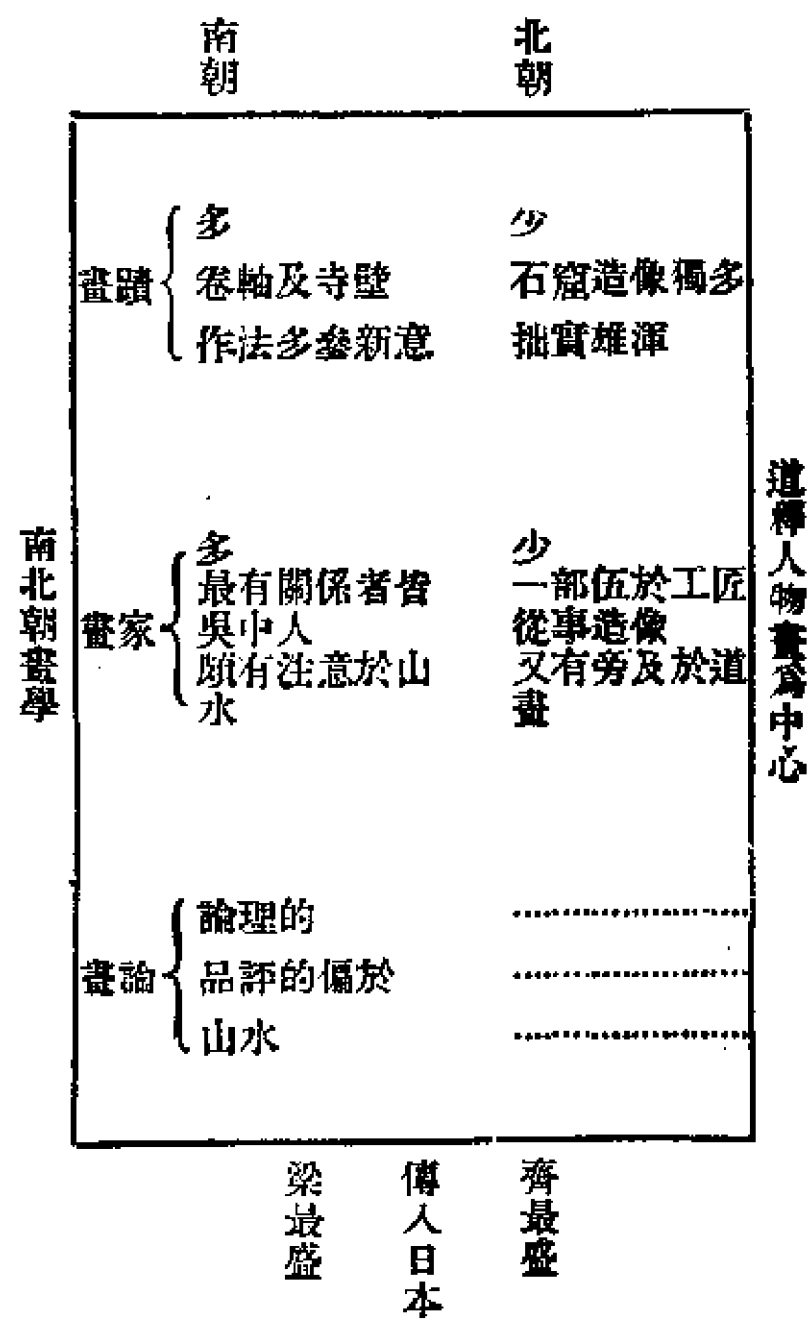 南朝
北朝
南北朝畫學
畫蹟
多
卷軸及寺壁
作法多參新意
少
石窟造像獨多
拙實雄渾
畫家
多
最有關係者皆
吳中人
頗有注意於山
水
少
一部伍於工匠
從事造像
又有旁及於道
畫
畫論
論理的
品評的偏於
山水
道釋人物畫爲中心
梁最盛
傳入日本
齊最盛